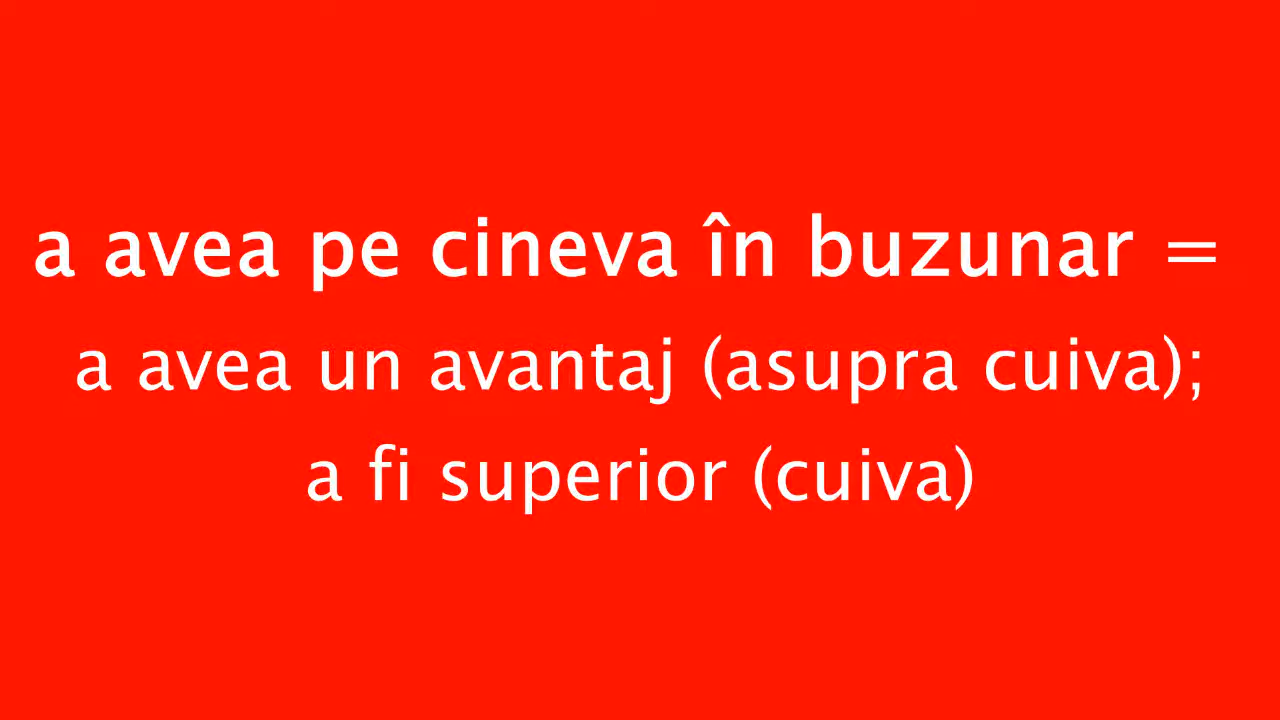 a avea pe cineva în buzunar =
a avea un avantaj (asupra cuiva);
a fi superior (cuiva)